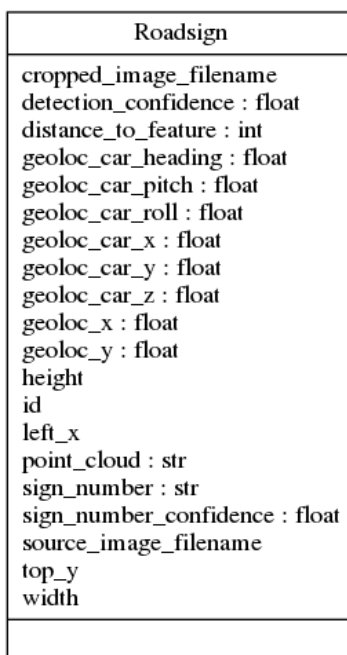 Roadsign
cropped_image_filename
detection_confidence : float
distance_to_feature : int
geoloc_car_heading : float
geoloc_car_pitch : float
geoloc_car_roll : float
geoloc_car_x : float
geoloc_car_y : float
geoloc_car_z : float
geoloc_x : float
geoloc_y : float
height
id
left_x
point_cloud : str
sign_number : str
sign_number_confidence : float
source_image_filename
top_y
width